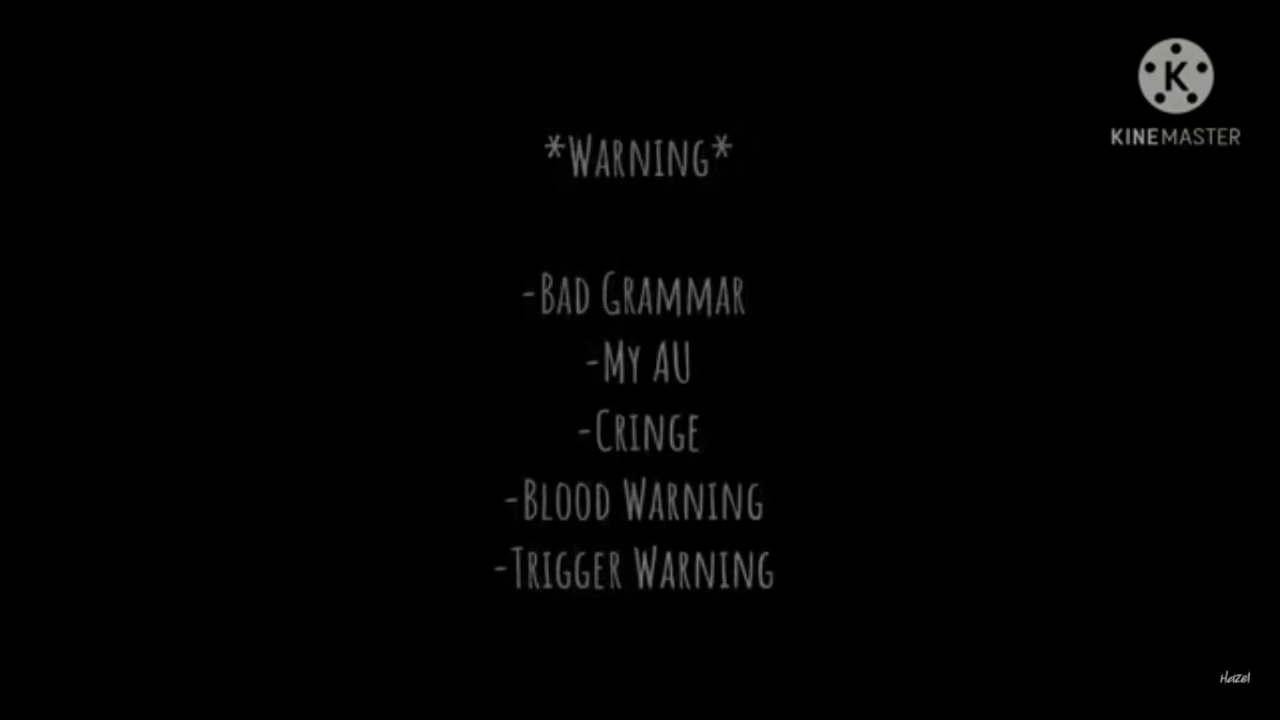 K
KINEMASTER
*WARNING*
-BAD GRAMMAR
-MY AU
-CRINGE
-BLOOD WARNING
-TRIGGER WARNING
Hazel